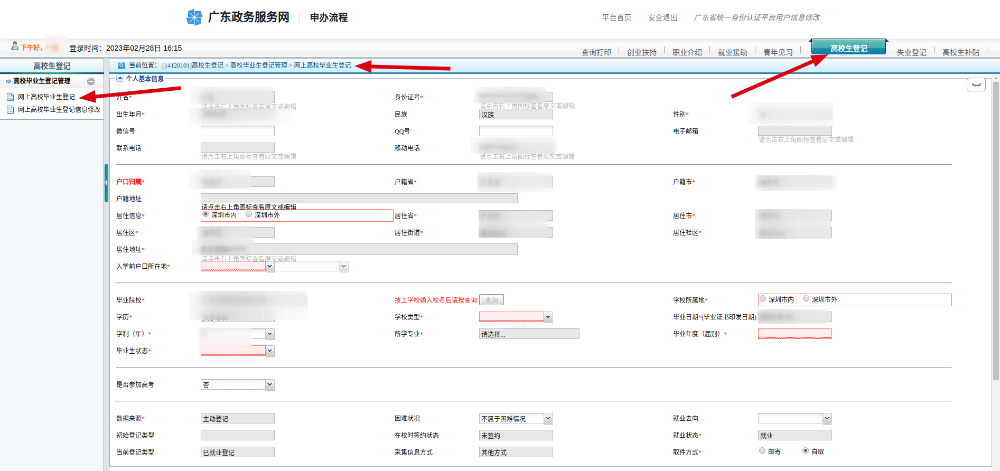 广东政务服务网 申办流程 平台首页 安全退出 广东省统一身份认证平台用户信息修改
下午好， 登录时间：2023年02月28日 16:15
查询打印 创业扶持 职业介绍 就业援助 青年见习 高校生登记 失业登记 高校生补贴
高校生登记 当前位置： [14120101]高校生登记 > 高校毕业生登记管理 > 网上高校毕业生登记
高校毕业生登记管理
网上高校毕业生登记
网上高校毕业生登记信息修改
个人基本信息
姓名* 身份证号*
请点击右上角图标查看原文或编辑 请点击右上角图标查看原文或编辑
出生年月* 民族 汉族 性别*
微信号 QQ号 电子邮箱
请点击右上角图标查看原文或编辑
联系电话 移动电话
请点击右上角图标查看原文或编辑 请点击右上角图标查看原文或编辑
户口归属* 户籍省* 户籍市*
户籍地址
请点击右上角图标查看原文或编辑
居住信息* 深圳市内 深圳市外 居住省* 居住市*
居住区* 居住街道* 居住社区*
居住地址*
请点击右上角图标查看原文或编辑
入学前户口所在地*
毕业院校* 技工学校输入校名后请按查询 查询 学校所属地* 深圳市内 深圳市外
学历* 学校类型* 毕业日期*(毕业证书印发日期)
学制（年）* 所学专业* 请选择... 毕业年度（届别）*
毕业生状态*
是否参加高考 否
数据来源* 主动登记 困难状况 不属于困难情况 就业去向
初始登记类型 在校时签约状态 未签约 就业状态* 就业
当前登记类型 已就业登记 采集信息方式 其他方式 取件方式* 邮寄 自取